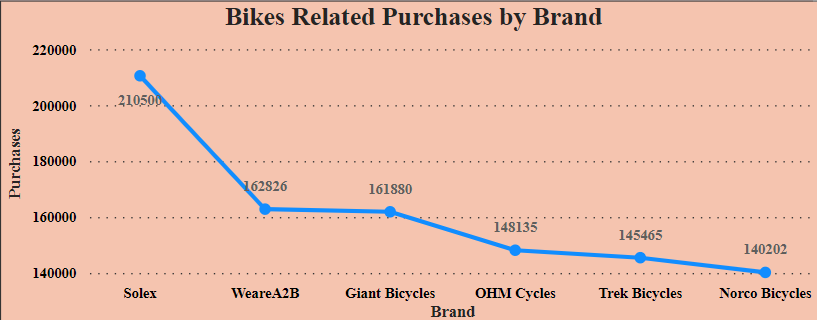 Bikes Related Purchases by Brand
220000
200000
180000
160000
140000
Purchases
210500
162826
161880
148135
145465
140202
Solex WeareA2B Giant Bicycles OHM Cycles Trek Bicycles Norco Bicycles
Brand